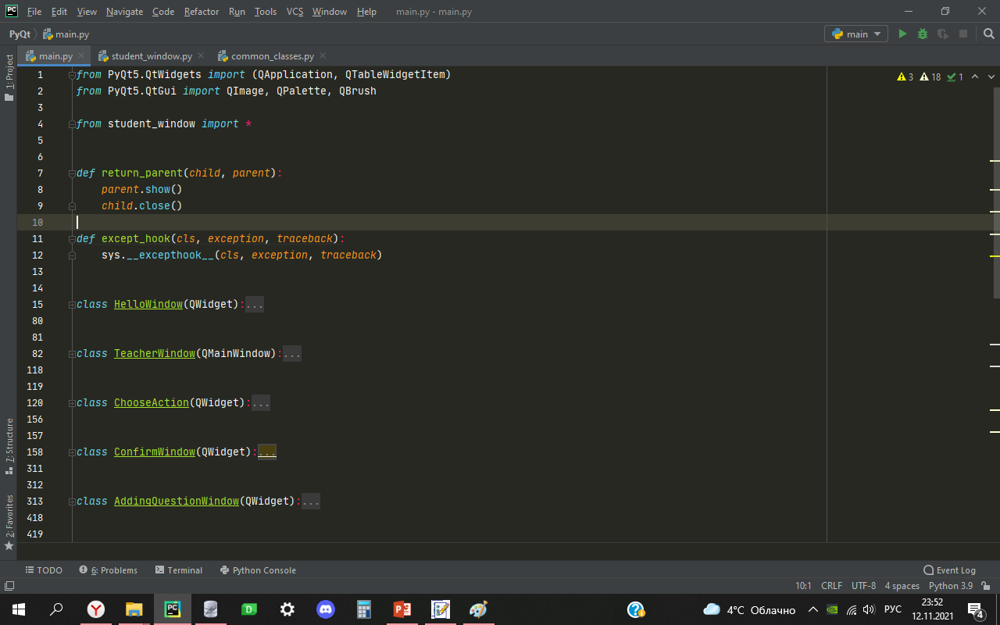 PC File Edit View Navigate Code Refactor Run Tools VCS Window Help main.py - main.py
PyQt main.py main
main.py student_window.py common_classes.py
1 from PyQt5.QtWidgets import (QApplication, QTableWidgetItem)
3 18 1
2 from PyQt5.QtGui import QImage, QPalette, QBrush
3
4 from student_window import *
5
6
7 def return_parent(child, parent):
8 parent.show()
9 child.close()
10
11 def except_hook(cls, exception, traceback):
12 sys.__excepthook__(cls, exception, traceback)
13
14
15 class HelloWindow(QWidget):...
80
81
82 class TeacherWindow(QMainWindow):...
118
119
120 class ChooseAction(QWidget):...
156
157
158 class ConfirmWindow(QWidget):...
311
312
313 class AddingQuestionWindow(QWidget):...
418
419
1: Project
7: Structure
2: Favorites
TODO 6: Problems Terminal Python Console Event Log
10:1 CRLF UTF-8 4 spaces Python 3.9
Y PC D P ? 4°C Облачно РУС
23:52
12.11.2021
4